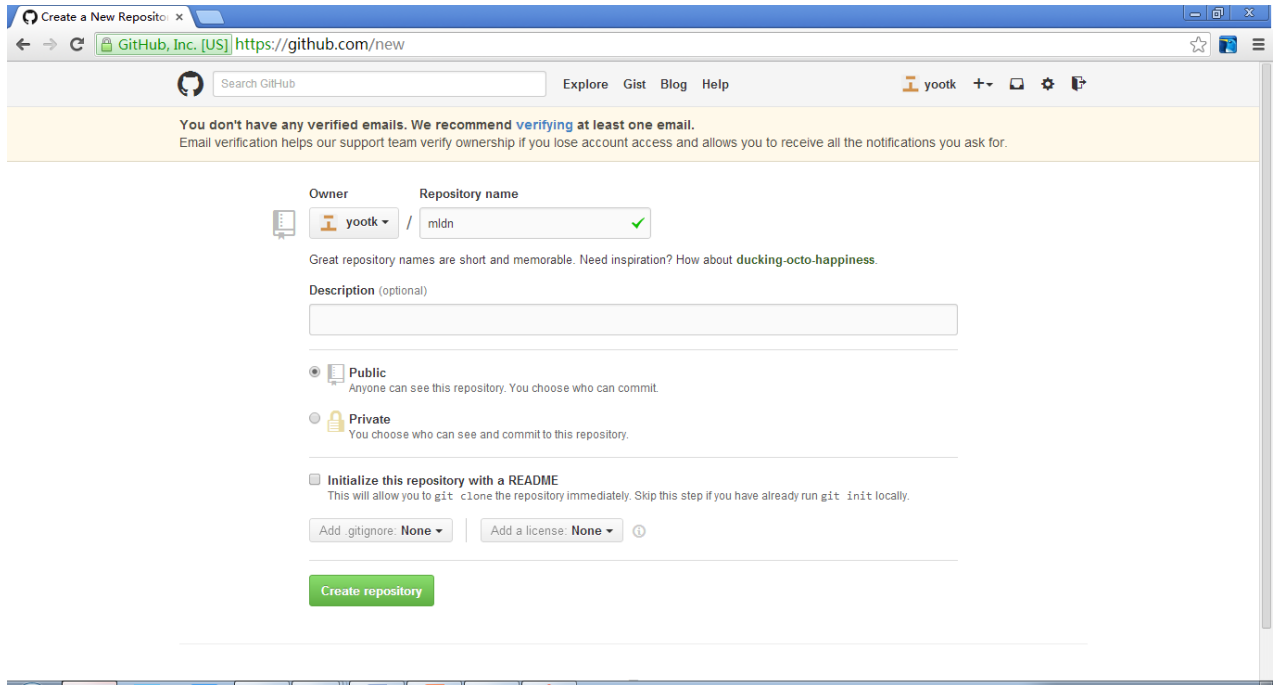 Create a New Reposito
GitHub, Inc. [US] https://github.com/new
Search GitHub Explore Gist Blog Help yootk
You don't have any verified emails. We recommend verifying at least one email.
Email verification helps our support team verify ownership if you lose account access and allows you to receive all the notifications you ask for.
Owner Repository name
yootk / mldn
Great repository names are short and memorable. Need inspiration? How about ducking-octo-happiness.
Description (optional)
Public
Anyone can see this repository. You choose who can commit.
Private
You choose who can see and commit to this repository.
Initialize this repository with a README
This will allow you to git clone the repository immediately. Skip this step if you have already run git init locally.
Add .gitignore: None Add a license: None
Create repository